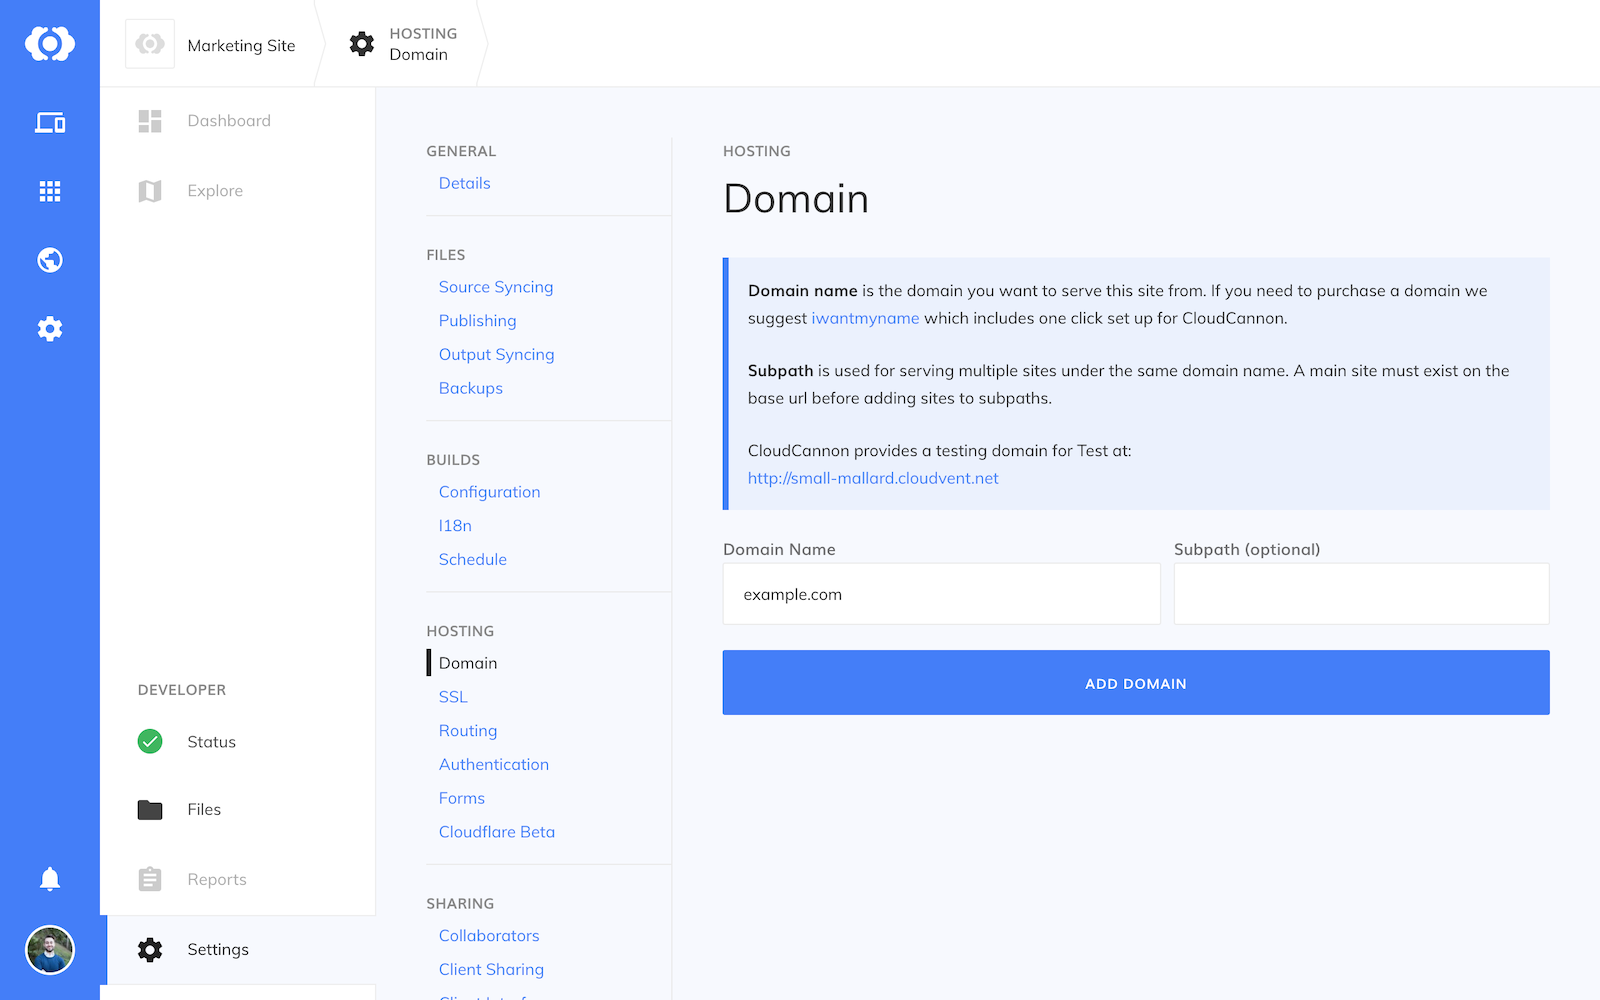 Marketing Site
HOSTING
Domain
Dashboard
Explore
DEVELOPER
Status
Files
Reports
Settings
GENERAL
Details
FILES
Source Syncing
Publishing
Output Syncing
Backups
BUILDS
Configuration
I18n
Schedule
HOSTING
Domain
SSL
Routing
Authentication
Forms
Cloudflare Beta
SHARING
Collaborators
Client Sharing
HOSTING
Domain
Domain name is the domain you want to serve this site from. If you need to purchase a domain we
suggest iwantmyname which includes one click set up for CloudCannon.
Subpath is used for serving multiple sites under the same domain name. A main site must exist on the
base url before adding sites to subpaths.
CloudCannon provides a testing domain for Test at:
http://small-mallard.cloudvent.net
Domain Name
Subpath (optional)
example.com
ADD DOMAIN